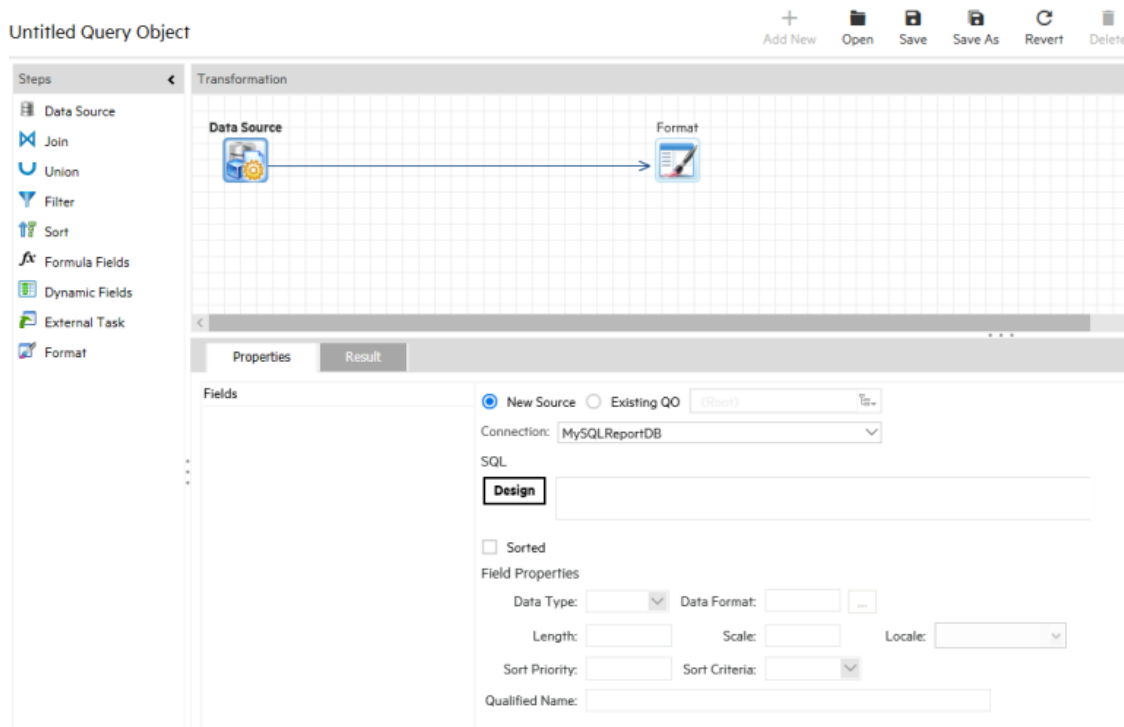 Untitled Query Object
Add New Open Save Save As Revert Delete
Steps
Data Source
Join
Union
Filter
Sort
fx Formula Fields
Dynamic Fields
External Task
Format
Transformation
Data Source
Format
Properties Result
Fields
New Source Existing QO (Root)
Connection: MySQLReportDB
SQL
Design
Sorted
Field Properties
Data Type: Data Format: ...
Length: Scale: Locale:
Sort Priority: Sort Criteria:
Qualified Name: